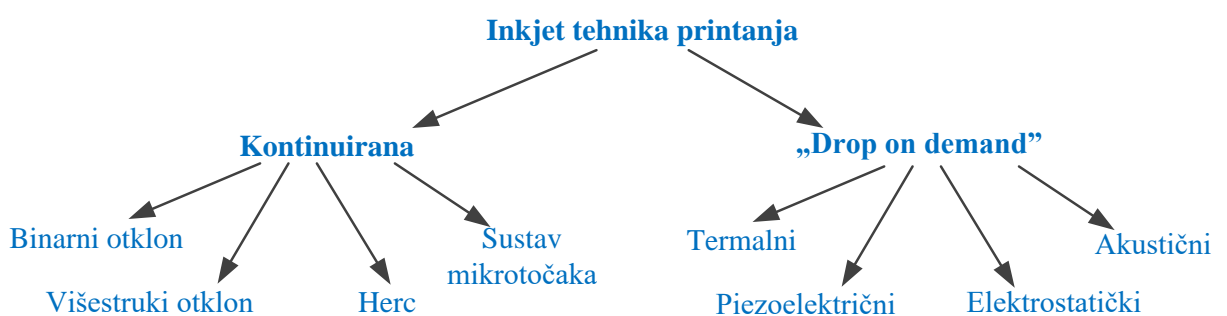 Inkjet tehnika printanja
Kontinuirana
„Drop on demand”
Binarni otklon
Višestruki otklon
Herc
Sustav
mikrotočaka
Termalni
Piezoelektrični
Elektrostatički
Akustični